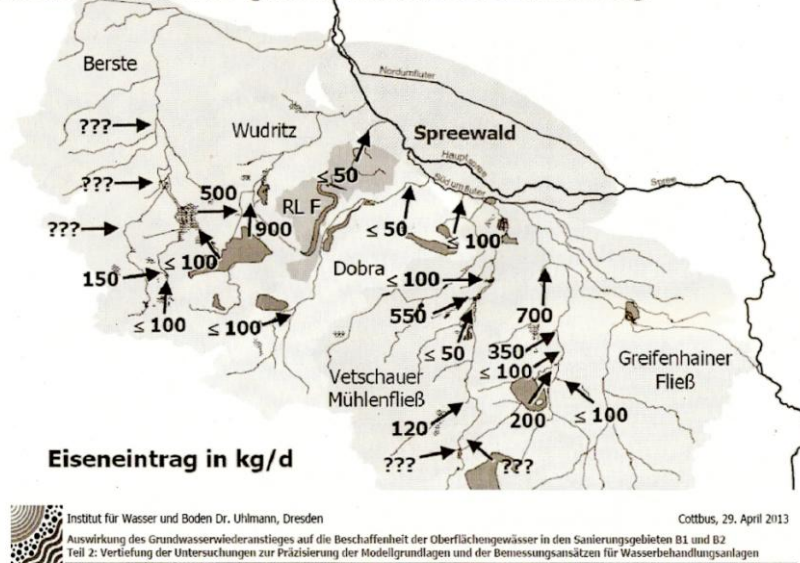 Berste
Nordumfluter
???
Wudritz
Spreewald
Hauptspree
Südumfluter
Spree
???
≤ 50
500
RL F
???
900
≤ 50
≤ 100
≤ 100
Dobra
150
≤ 100
≤ 100
≤ 100
550
700
≤ 50
350
≤ 100
Greifenhainer
Fließ
Vetschauer
Mühlenfließ
120
200
≤ 100
???
???
Eiseneintrag in kg/d
Institut für Wasser und Boden Dr. Uhlmann, Dresden
Cottbus, 29. April 2013
Auswirkung des Grundwasserwiederanstieges auf die Beschaffenheit der Oberflächengewässer in den Sanierungsgebieten B1 und B2
Teil 2: Vertiefung der Untersuchungen zur Präzisierung der Modellgrundlagen und der Bemessungsansätzen für Wasserbehandlungsanlagen